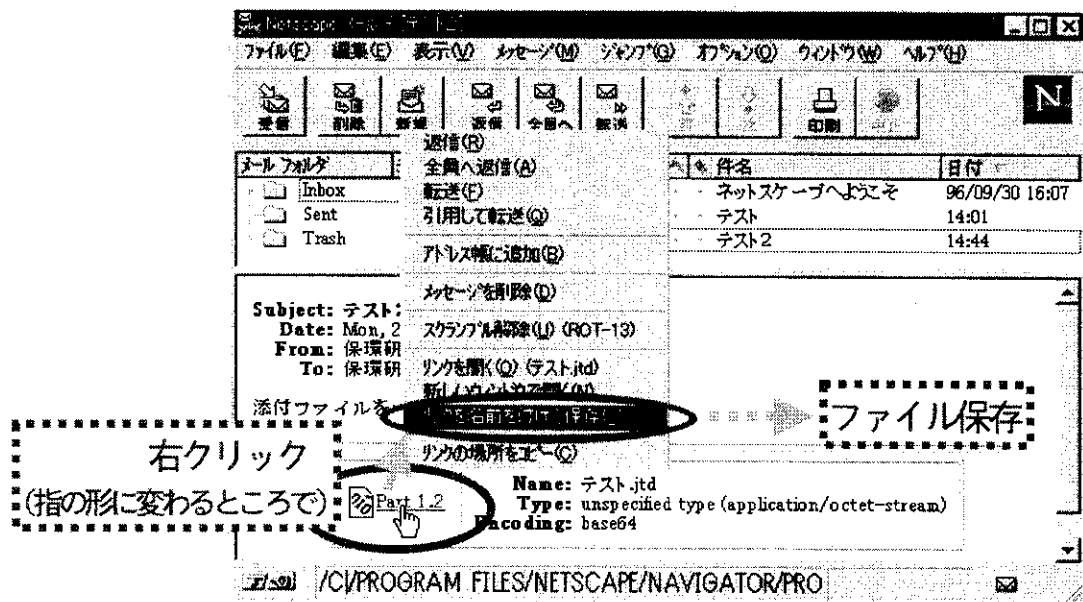 Netscape
ファイル(F) 編集(E) 表示(V) メッセージ(M) ジャンプ(G) オプション(O) ウィンドウ(W) ヘルプ(H)
受信 削除 新規 返信 全員へ 転送 印刷
N
メール フォルダ 件名 日付
Inbox ネットスケープへようこそ 96/09/30 16:07
Sent テスト 14:01
Trash テスト2 14:44
返信(R)
全員へ返信(A)
転送(F)
引用して転送(Q)
アドレス帳に追加(B)
メッセージを削除(D)
スクランブル解除(U) (ROT-13)
リンクを開く(O) (テスト.jtd)
新しいウィンドウで開く(N)
リンクの場所をコピー(C)
Subject: テスト
Date: Mon, 2
From: 保環研
To: 保環研
添付ファイルを
ファイル保存
右クリック
(指の形に変わるところで)
Part 1.2
Name: テスト.jtd
Type: unspecified type (application/octet-stream)
Encoding: base64
/C|/PROGRAM FILES/NETSCAPE/NAVIGATOR/PRO